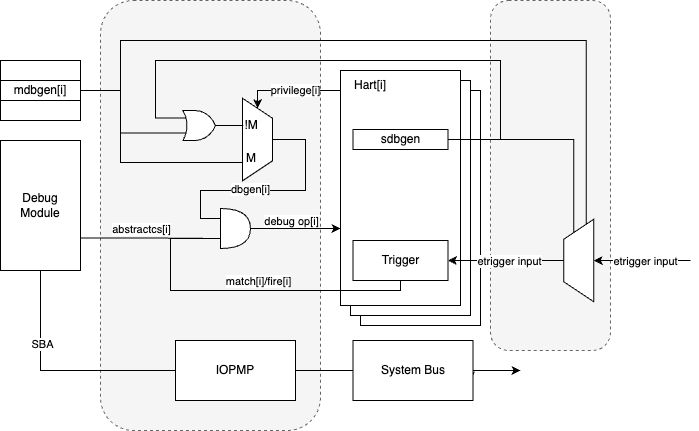 mdbgen[i]
privilege[i]
Hart[i]
!M
M
sdbgen
dbgen[i]
Debug
Module
abstractcs[i]
debug op[i]
Trigger
etrigger input
etrigger input
match[i]/fire[i]
SBA
IOPMP
System Bus